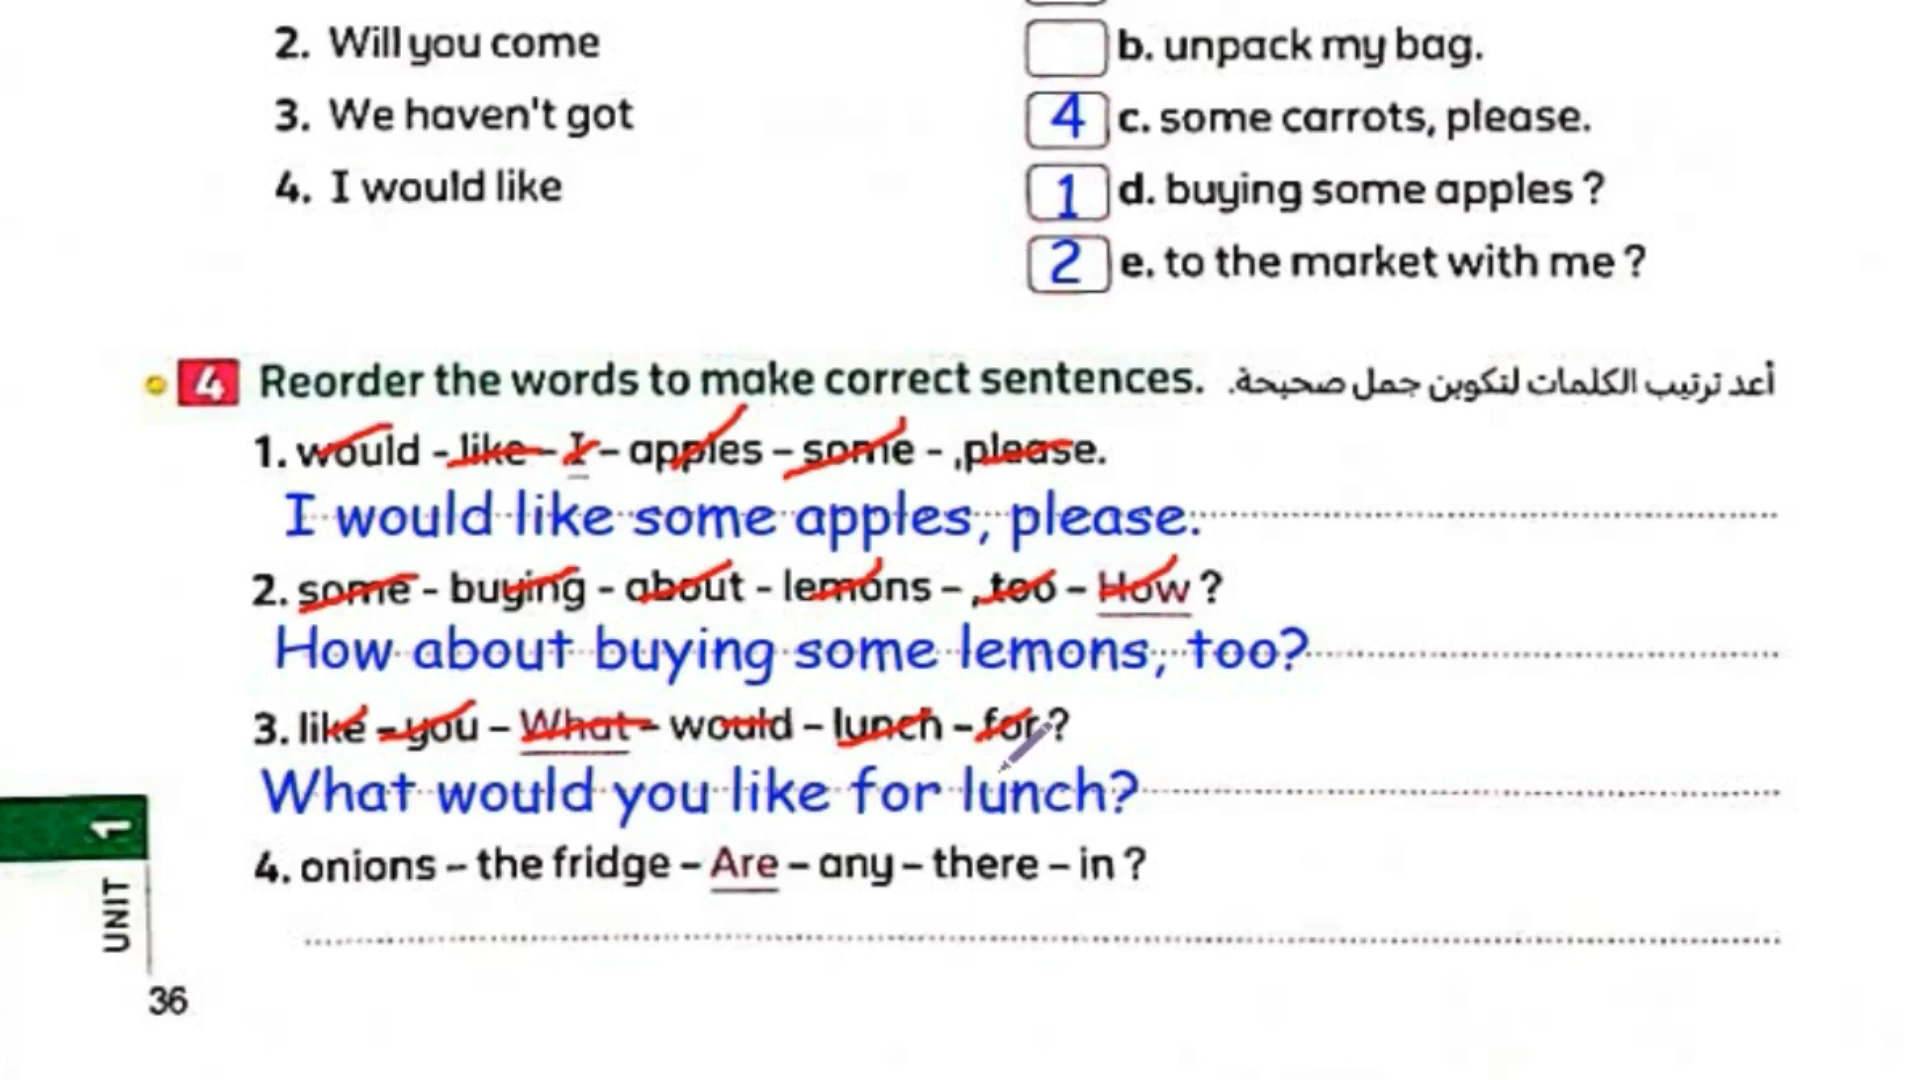 2. Will you come
b. unpack my bag.
3. We haven't got
4 c. some carrots, please.
4. I would like
1 d. buying some apples ?
2 e. to the market with me ?
4 Reorder the words to make correct sentences. أعد ترتيب الكلمات لتكوين جمل صحيحة.
1. would - like - I - apples - some - ,please.
I would like some apples, please.
2. some - buying - about - lemons - ,too - How ?
How about buying some lemons, too?
3. like - you - What - would - lunch - for ?
What would you like for lunch?
4. onions - the fridge - Are - any - there - in ?
UNIT 1
36